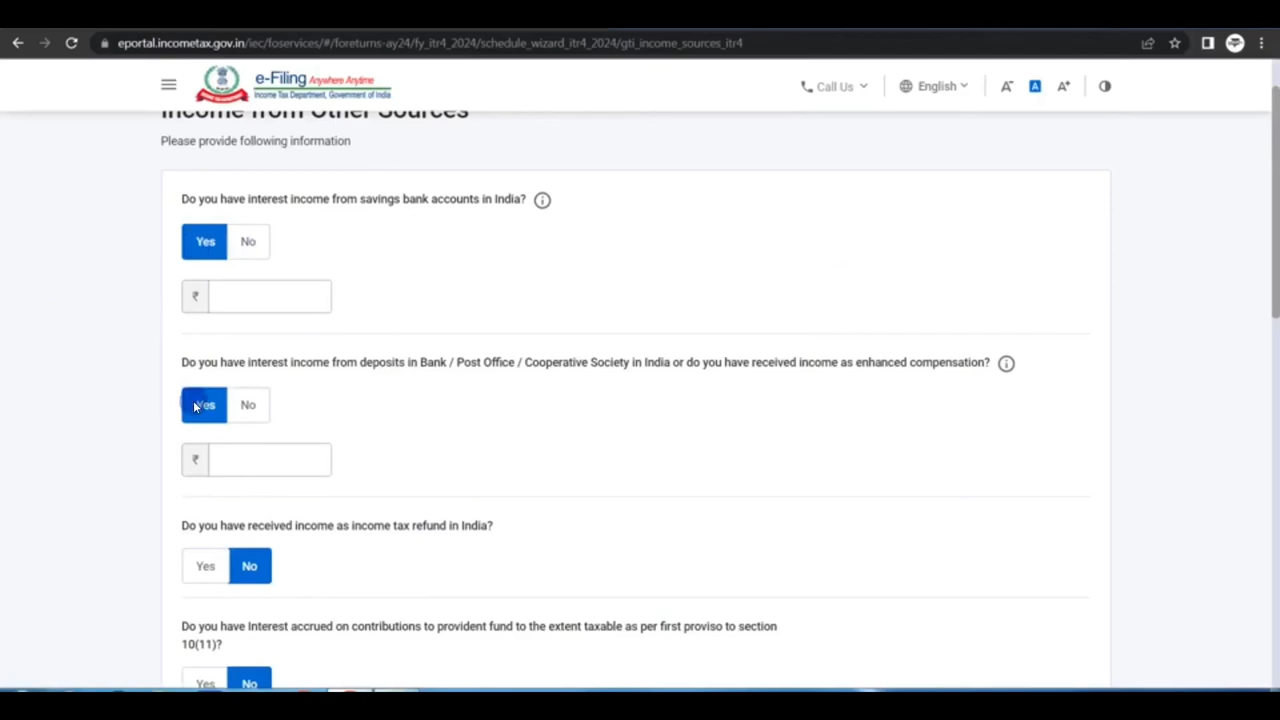 eportal.incometax.gov.in/iec/foservices/#/foreturns-ay24/fy_itr4_2024/schedule_wizard_itr4_2024/gti_income_sources_itr4
e-Filing Anywhere Anytime
Income Tax Department, Government of India
Call Us
English
A-
A
A+
Income from Other Sources
Please provide following information
Do you have interest income from savings bank accounts in India?
Yes No
₹
Do you have interest income from deposits in Bank / Post Office / Cooperative Society in India or do you have received income as enhanced compensation?
Yes No
₹
Do you have received income as income tax refund in India?
Yes No
Do you have Interest accrued on contributions to provident fund to the extent taxable as per first proviso to section
10(11)?
Yes No